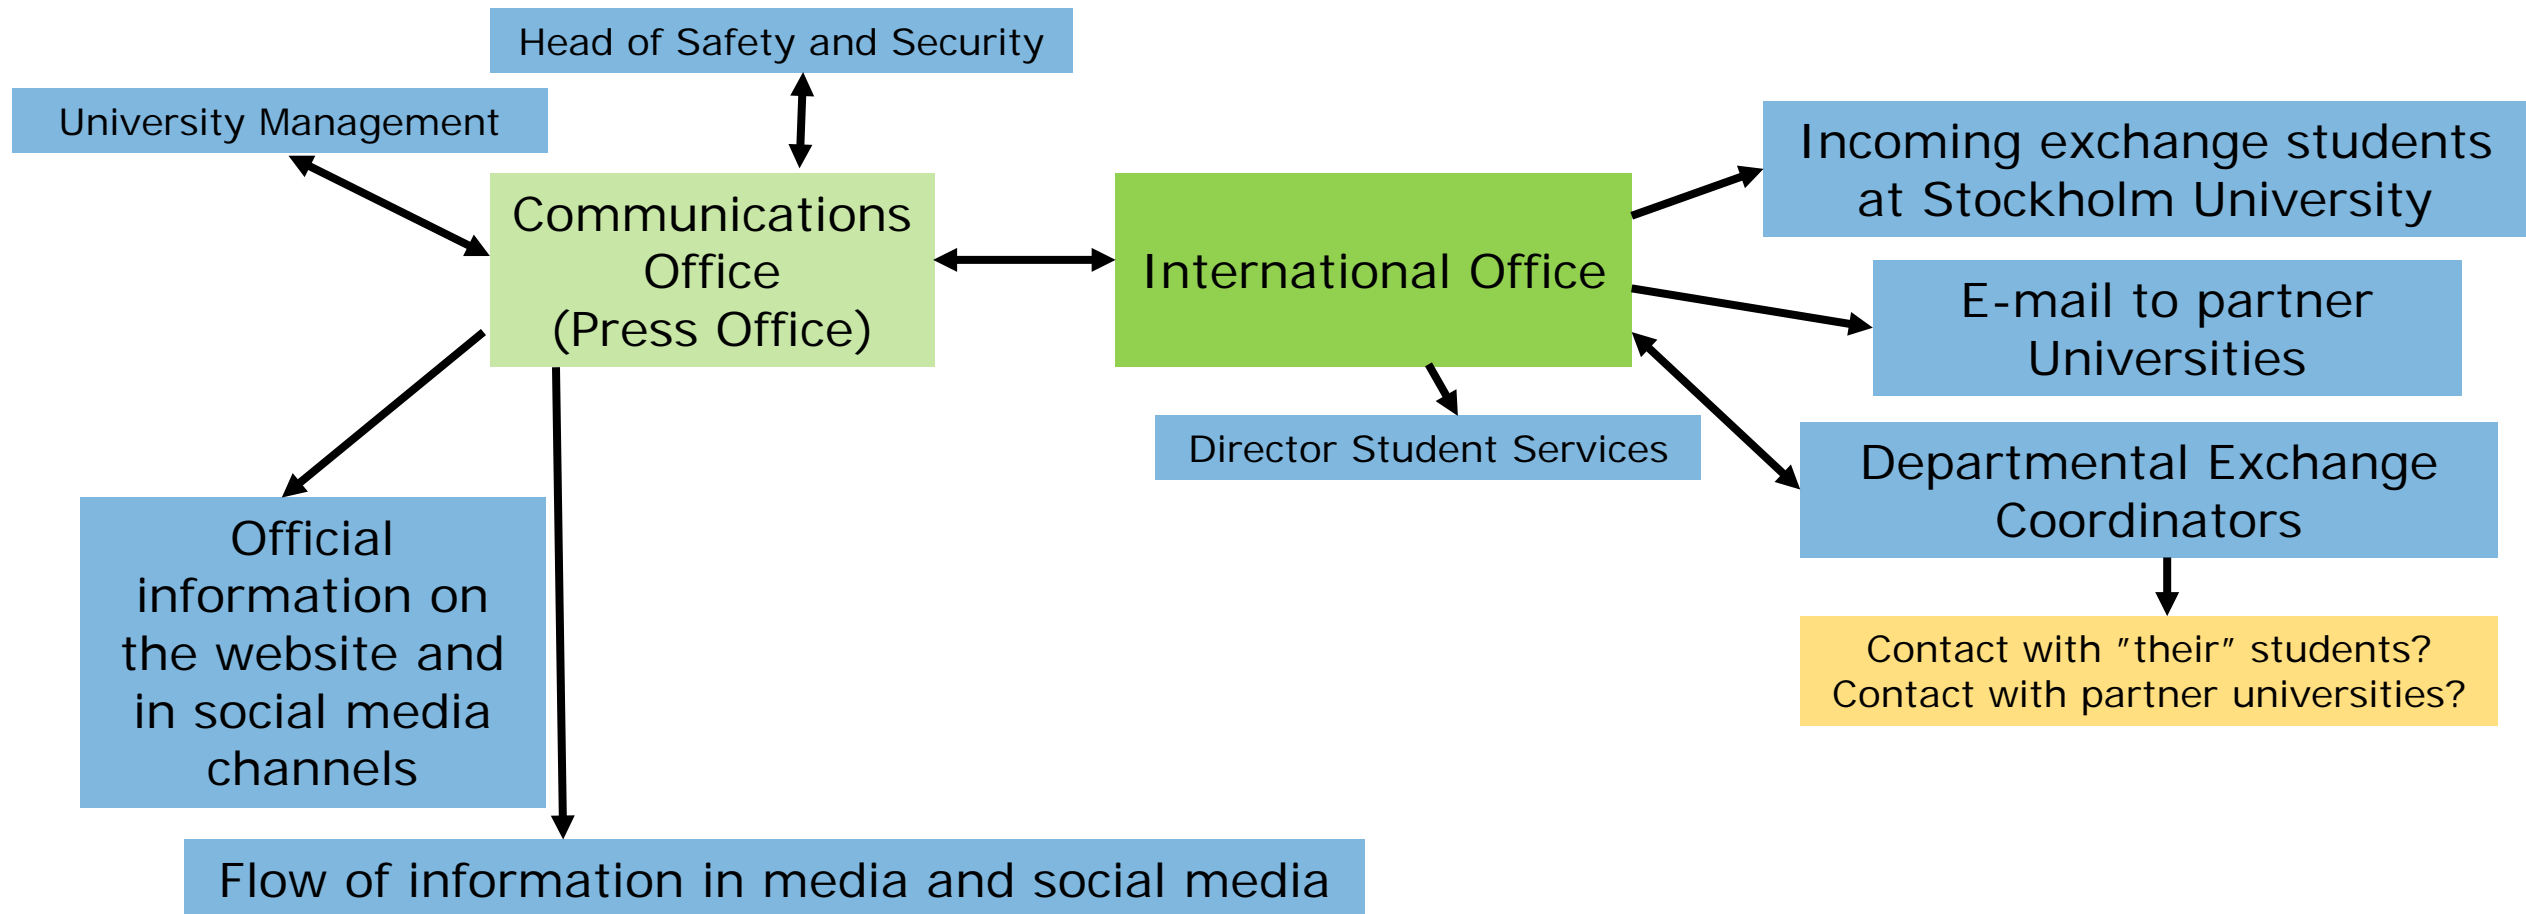 Head of Safety and Security
University Management
Communications
Office
(Press Office)
International Office
Incoming exchange students
at Stockholm University
E-mail to partner
Universities
Director Student Services
Departmental Exchange
Coordinators
Contact with ”their” students?
Contact with partner universities?
Official
information on
the website and
in social media
channels
Flow of information in media and social media